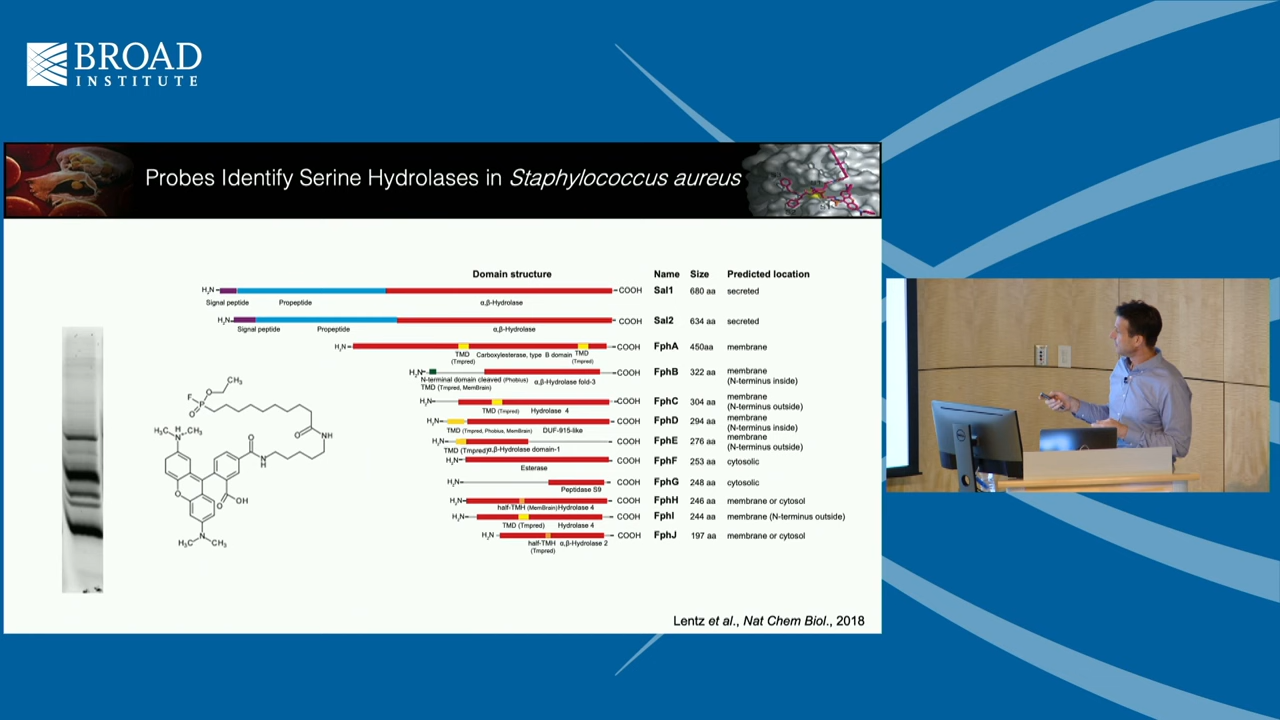 BROAD
INSTITUTE
Probes Identify Serine Hydrolases in Staphylococcus aureus
Domain structure Name Size Predicted location
H₂N COOH Sal1 680 aa secreted
Signal peptide Propeptide α,β-Hydrolase
H₂N COOH Sal2 634 aa secreted
Signal peptide Propeptide α,β-Hydrolase
H₂N COOH FphA 450aa membrane
TMD (Tmpred) Carboxylesterase, type B domain TMD (Tmpred)
H₂N COOH FphB 322 aa membrane (N-terminus inside)
N-terminal domain cleaved (Phobius) α,β-Hydrolase fold-3
TMD (Tmpred, MemBrain)
H₂N COOH FphC 304 aa membrane (N-terminus outside)
TMD (Tmpred) Hydrolase 4
H₂N COOH FphD 294 aa membrane (N-terminus inside)
TMD (Tmpred, Phobius, MemBrain) DUF-915-like
H₂N COOH FphE 276 aa membrane (N-terminus outside)
TMD (Tmpred) α,β-Hydrolase domain-1
H₂N COOH FphF 253 aa cytosolic
Esterase
H₂N COOH FphG 248 aa cytosolic
Peptidase S9
H₂N COOH FphH 246 aa membrane or cytosol
half-TMH (MemBrain) Hydrolase 4
H₂N COOH FphI 244 aa membrane (N-terminus outside)
TMD (Tmpred) Hydrolase 4
H₂N COOH FphJ 197 aa membrane or cytosol
half-TMH (Tmpred) α,β-Hydrolase 2
CH₃
O
F
P
O
O
NH
H₃C N H CH₃
O
N
H
O
O
OH
H₃C N CH₃
Lentz et al., Nat Chem Biol., 2018